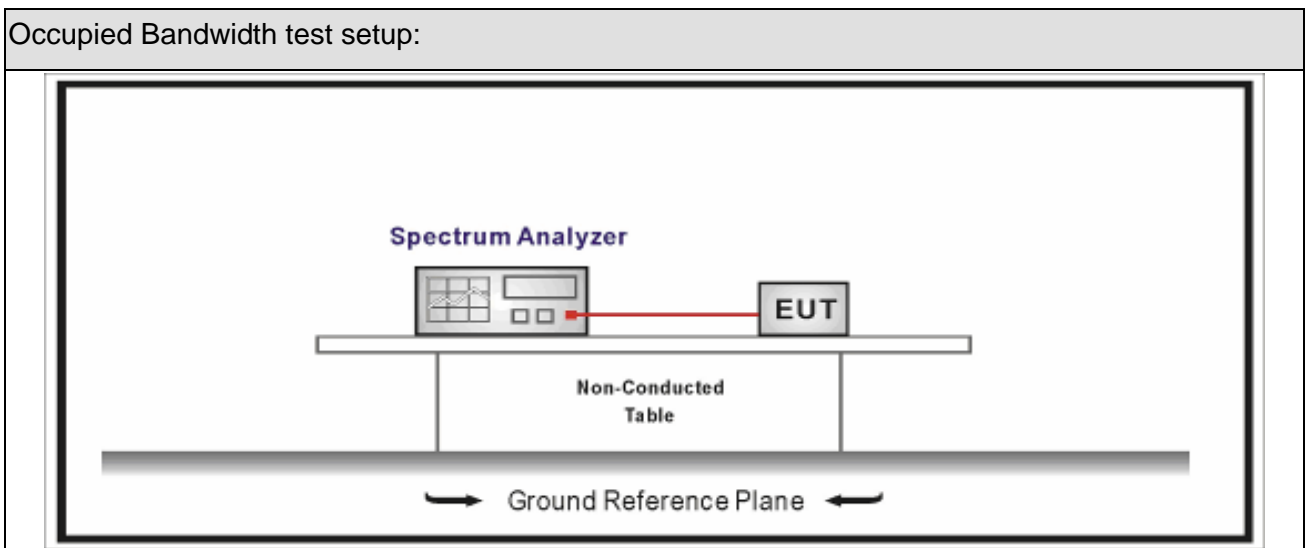 Occupied Bandwidth test setup:
Spectrum Analyzer
EUT
Non-Conducted
Table
Ground Reference Plane